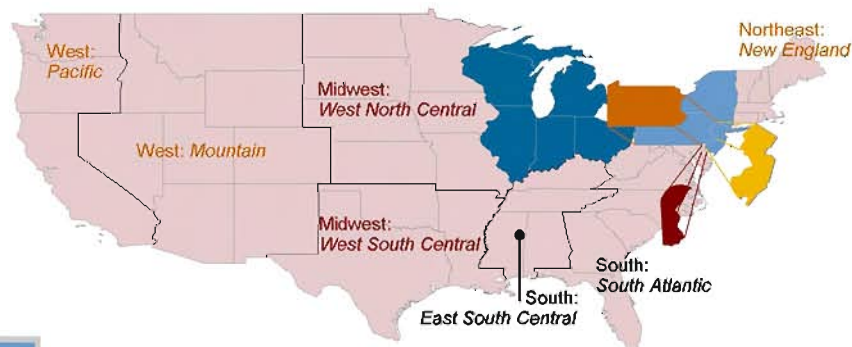 Northeast:
New England
West:
Pacific
Midwest:
West North Central
West: Mountain
Midwest:
West South Central
South:
South Atlantic
South:
East South Central